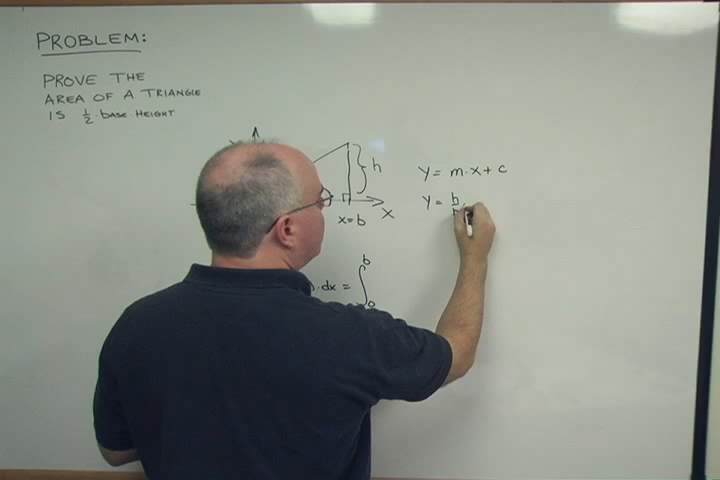 PROBLEM:
PROVE THE
AREA OF A TRIANGLE
IS 1/2 · BASE · HEIGHT
Y
h
X
x=b
y = m·x + c
y = h
b
·dx = ∫
0